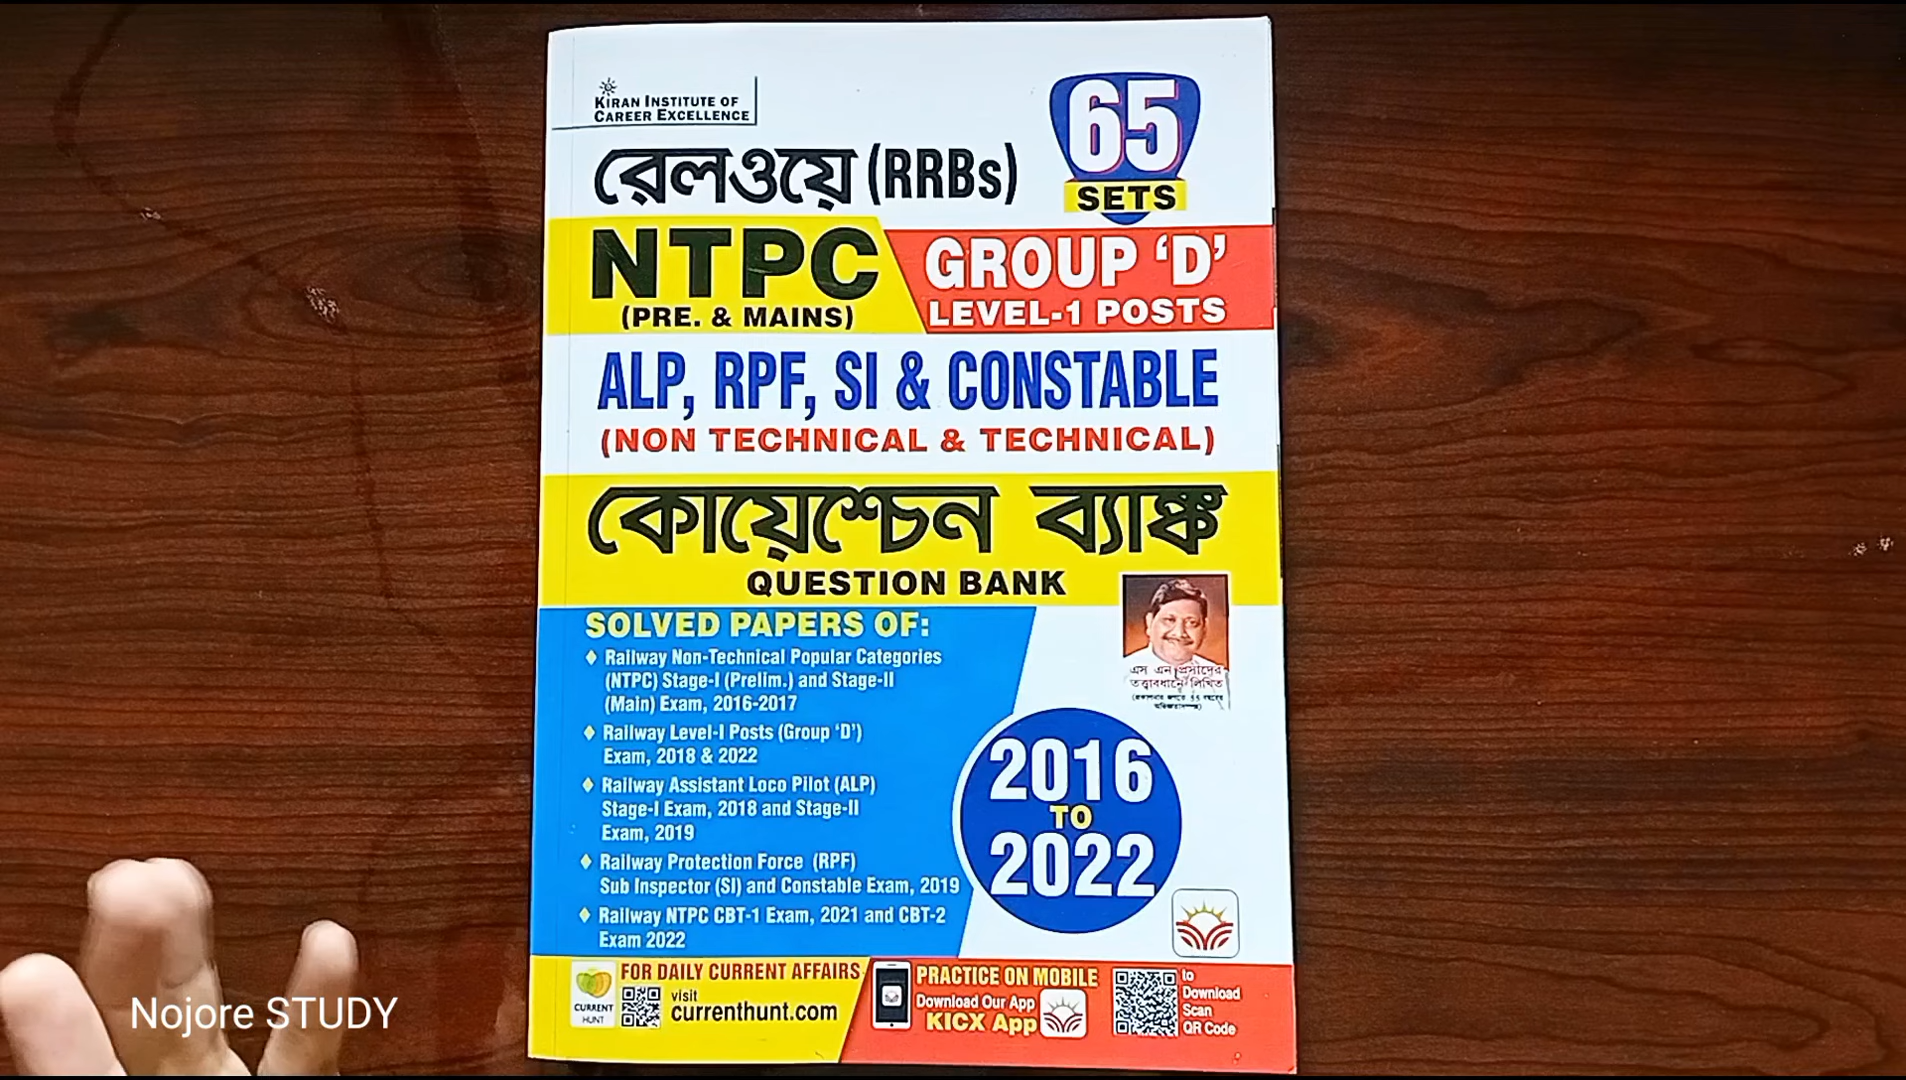 KIRAN INSTITUTE OF
CAREER EXCELLENCE
65
SETS
রেলওয়ে (RRBs)
NTPC
(PRE. & MAINS)
GROUP ‘D’
LEVEL-1 POSTS
ALP, RPF, SI & CONSTABLE
(NON TECHNICAL & TECHNICAL)
কোয়েশ্চেন ব্যাঙ্ক
QUESTION BANK
এস এন প্রসাদের
তত্ত্বাবধানে লিখিত
SOLVED PAPERS OF:
Railway Non-Technical Popular Categories
(NTPC) Stage-I (Prelim.) and Stage-II
(Main) Exam, 2016-2017
Railway Level-I Posts (Group ‘D’)
Exam, 2018 & 2022
Railway Assistant Loco Pilot (ALP)
Stage-I Exam, 2018 and Stage-II
Exam, 2019
Railway Protection Force (RPF)
Sub Inspector (SI) and Constable Exam, 2019
Railway NTPC CBT-1 Exam, 2021 and CBT-2
Exam 2022
2016
TO
2022
CURRENT
HUNT
FOR DAILY CURRENT AFFAIRS
visit
currenthunt.com
PRACTICE ON MOBILE
Download Our App
KICX App
to
Download
Scan
QR Code
Nojore STUDY